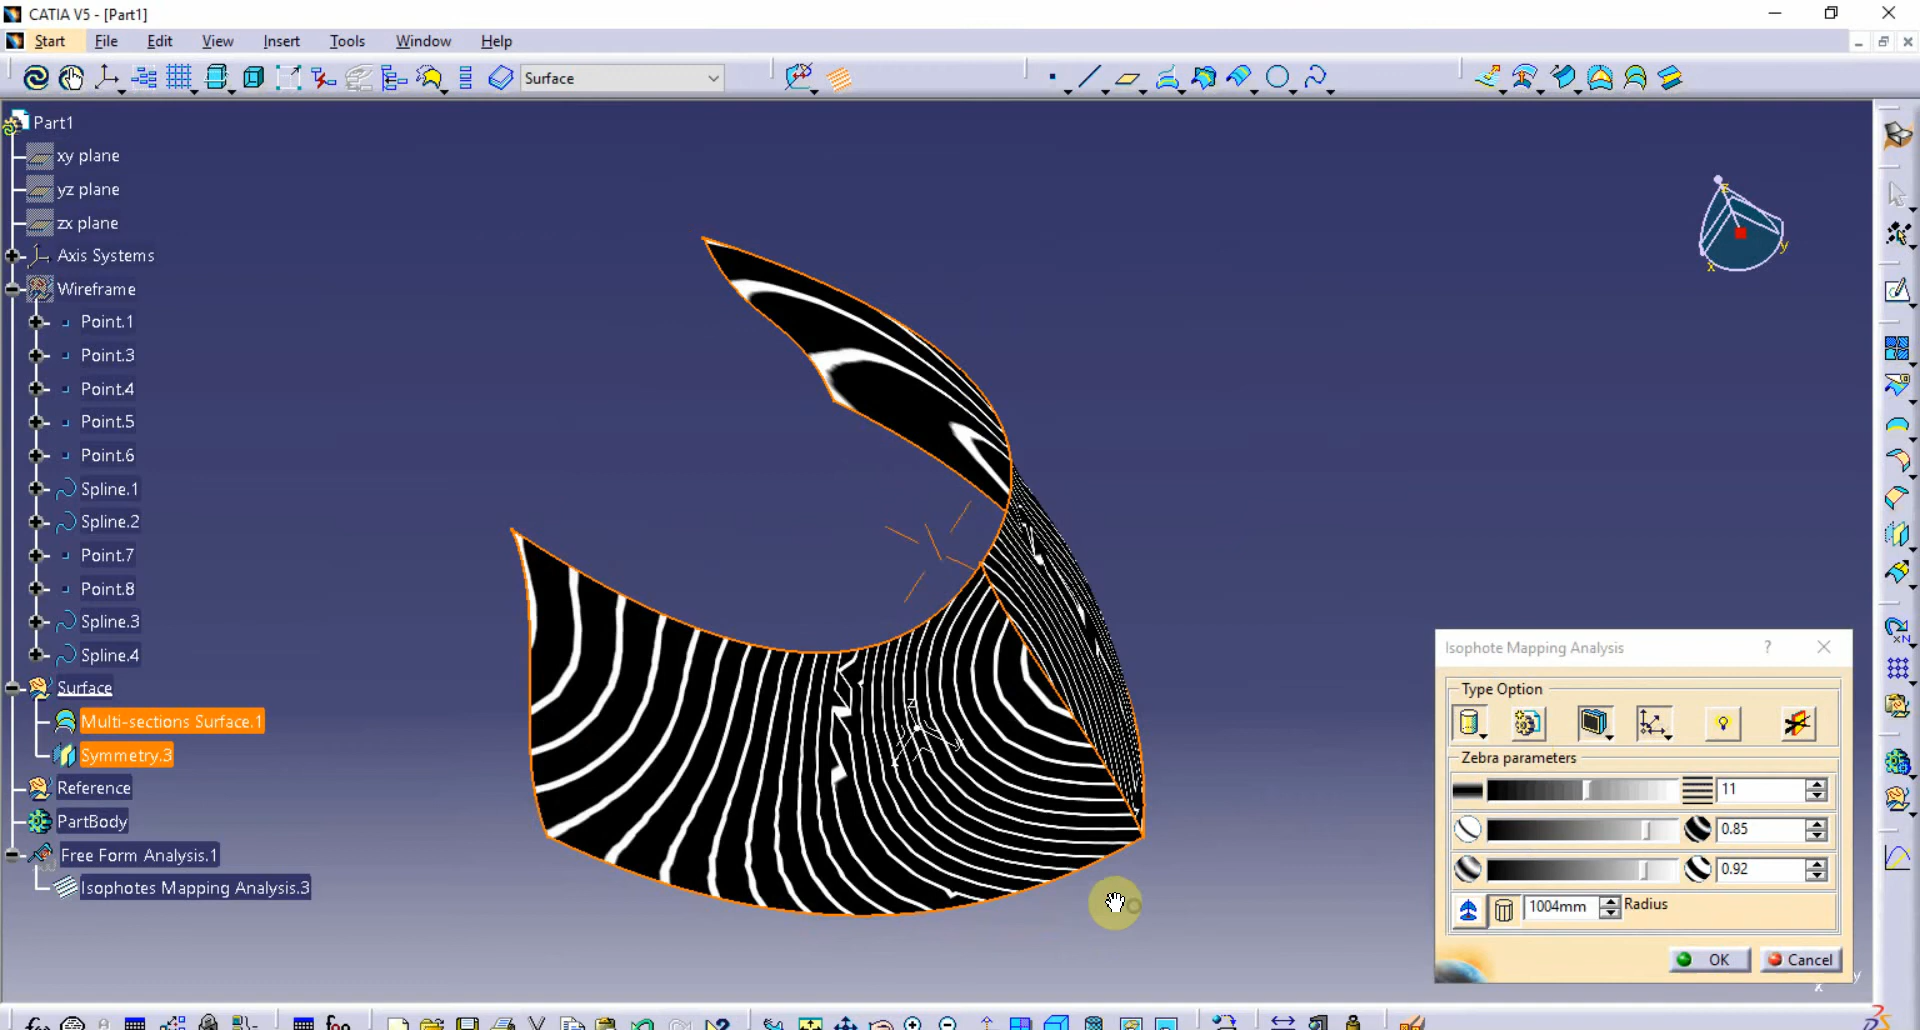 CATIA V5 - [Part1]
Start File Edit View Insert Tools Window Help
Surface
Part1
xy plane
yz plane
zx plane
Axis Systems
Wireframe
Point.1
Point.3
Point.4
Point.5
Point.6
Spline.1
Spline.2
Point.7
Point.8
Spline.3
Spline.4
Surface
Multi-sections Surface.1
Symmetry.3
Reference
PartBody
Free Form Analysis.1
Isophotes Mapping Analysis.3
z
y
x
Isophote Mapping Analysis ?
Type Option
Zebra parameters
11
0.85
0.92
1004mm Radius
OK Cancel
y
x